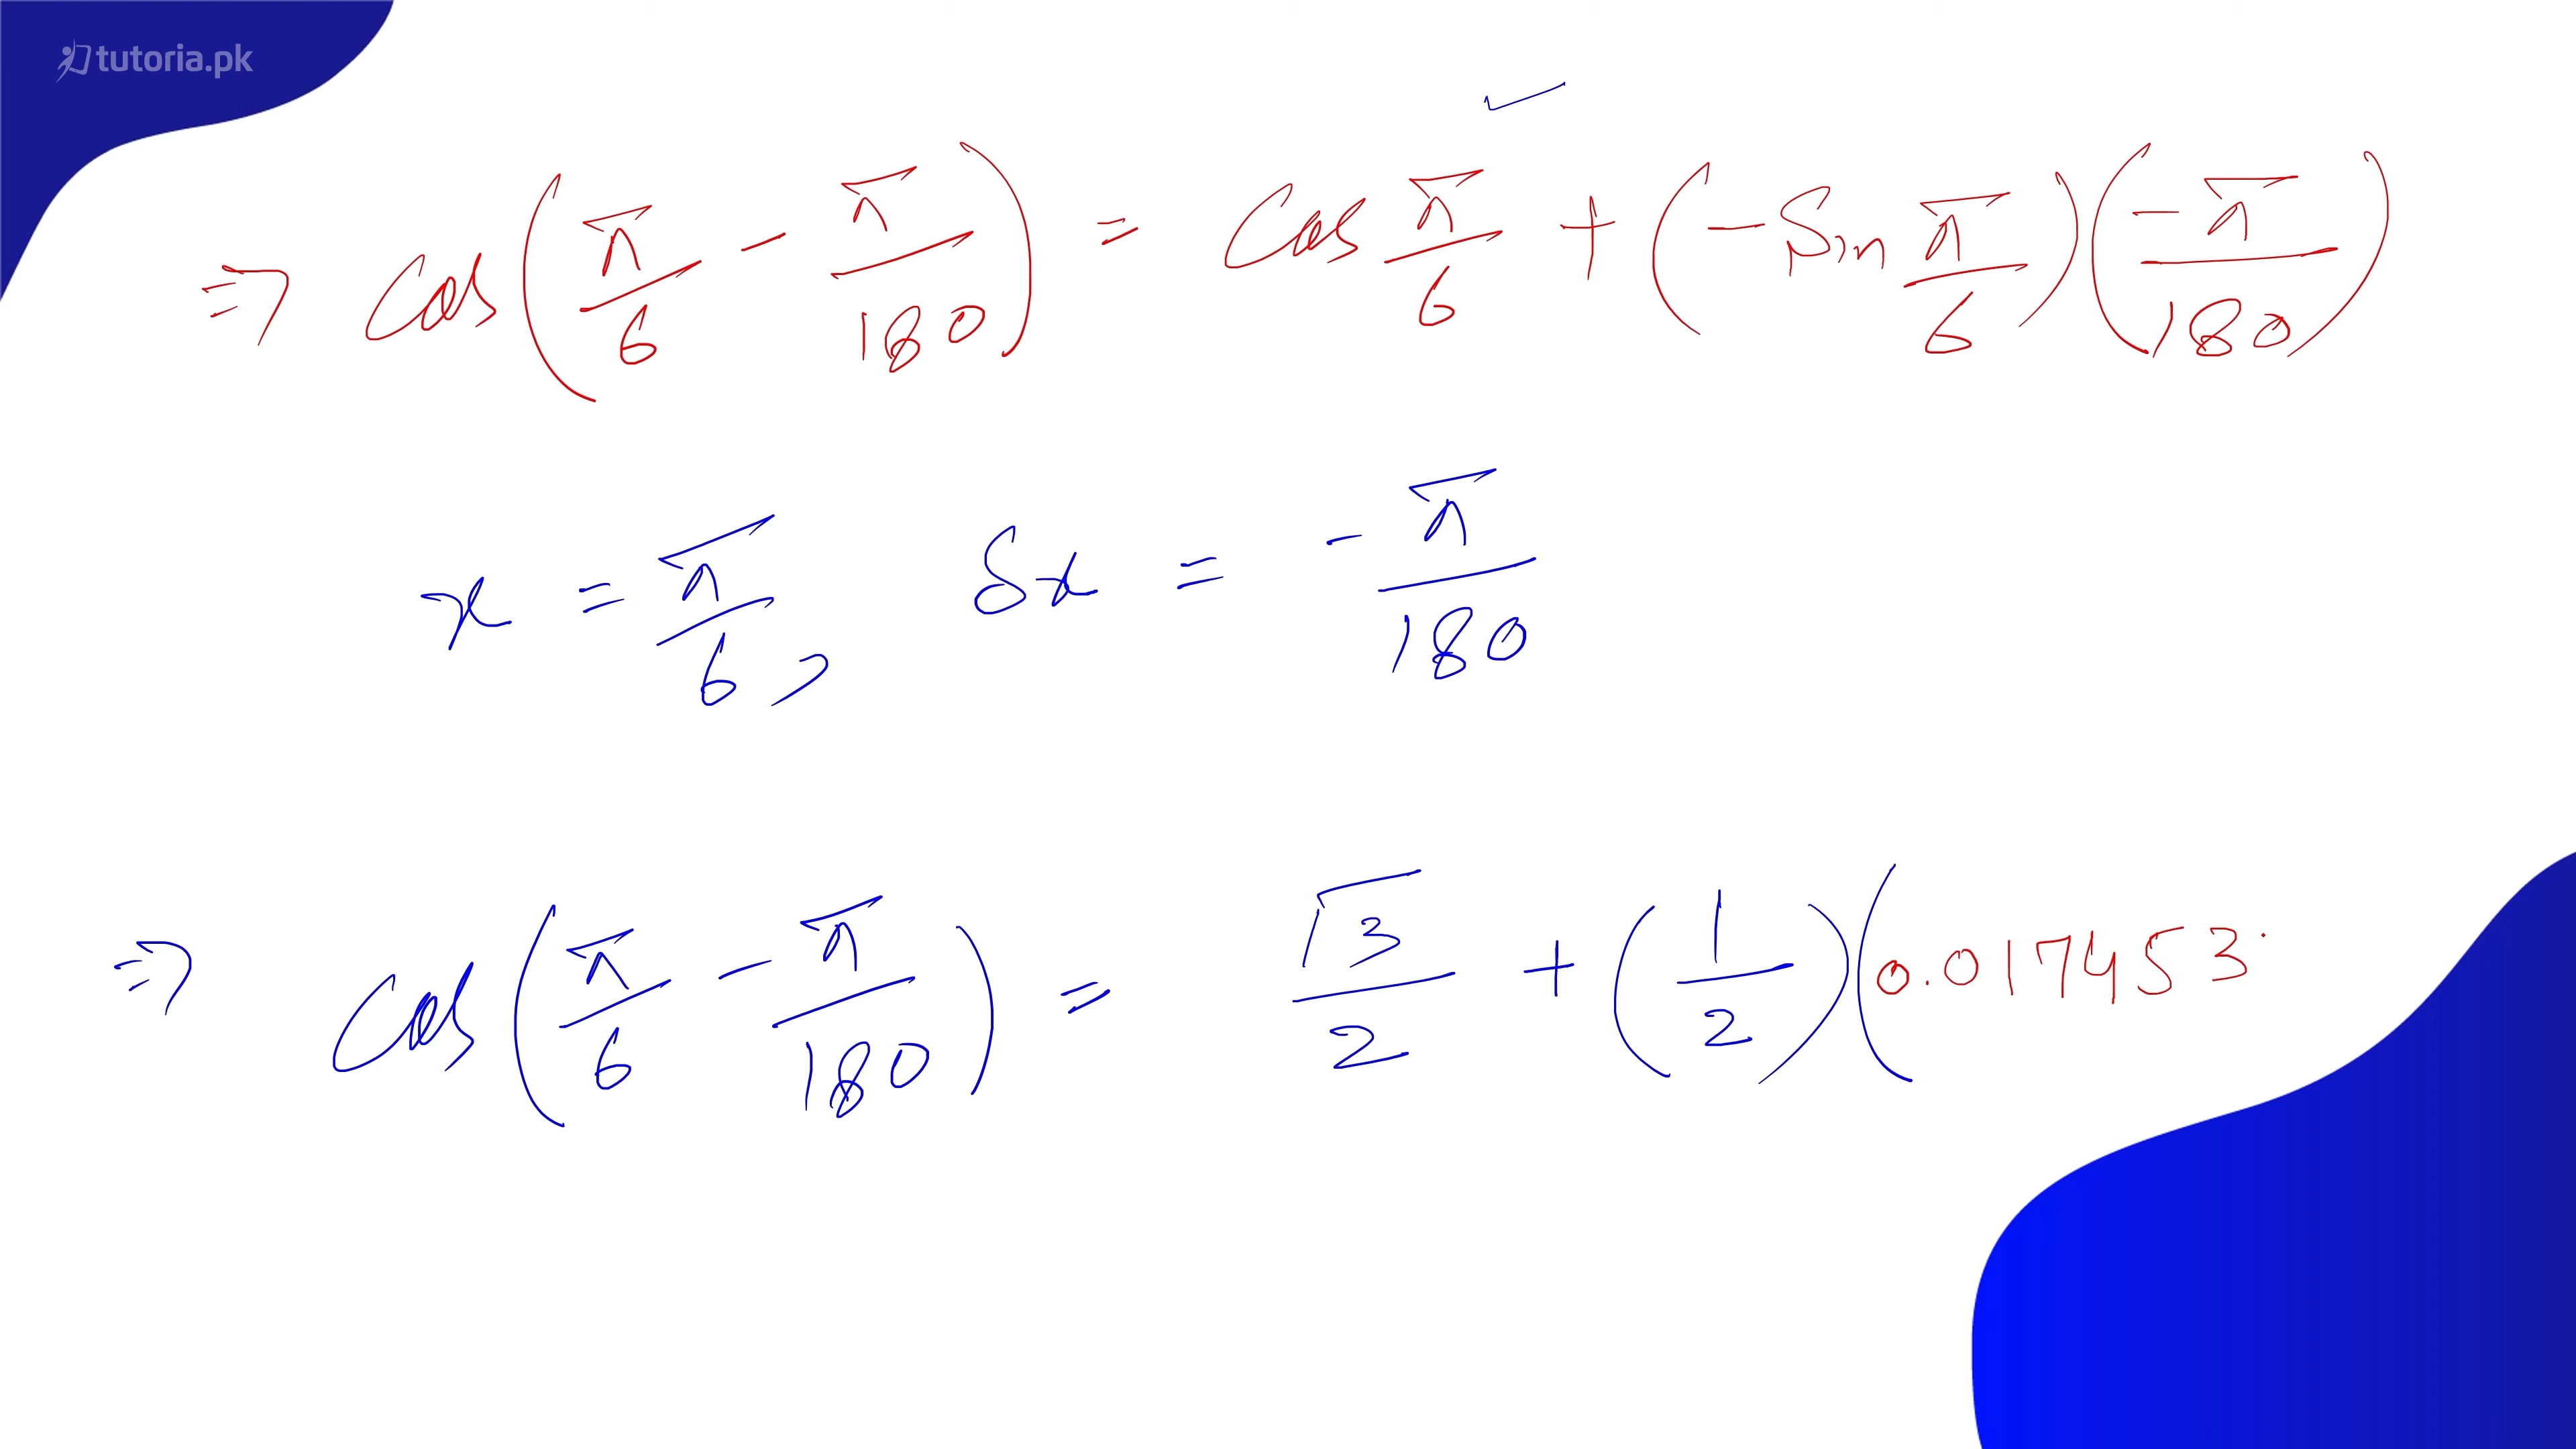 tutoria.pk
⇒ Cos(π/6 − π/180) = Cos π/6 + (−Sin π/6)(−π/180)
x = π/6, δx = −π/180
⇒ Cos(π/6 − π/180) = √3/2 + (1/2)(0.017453